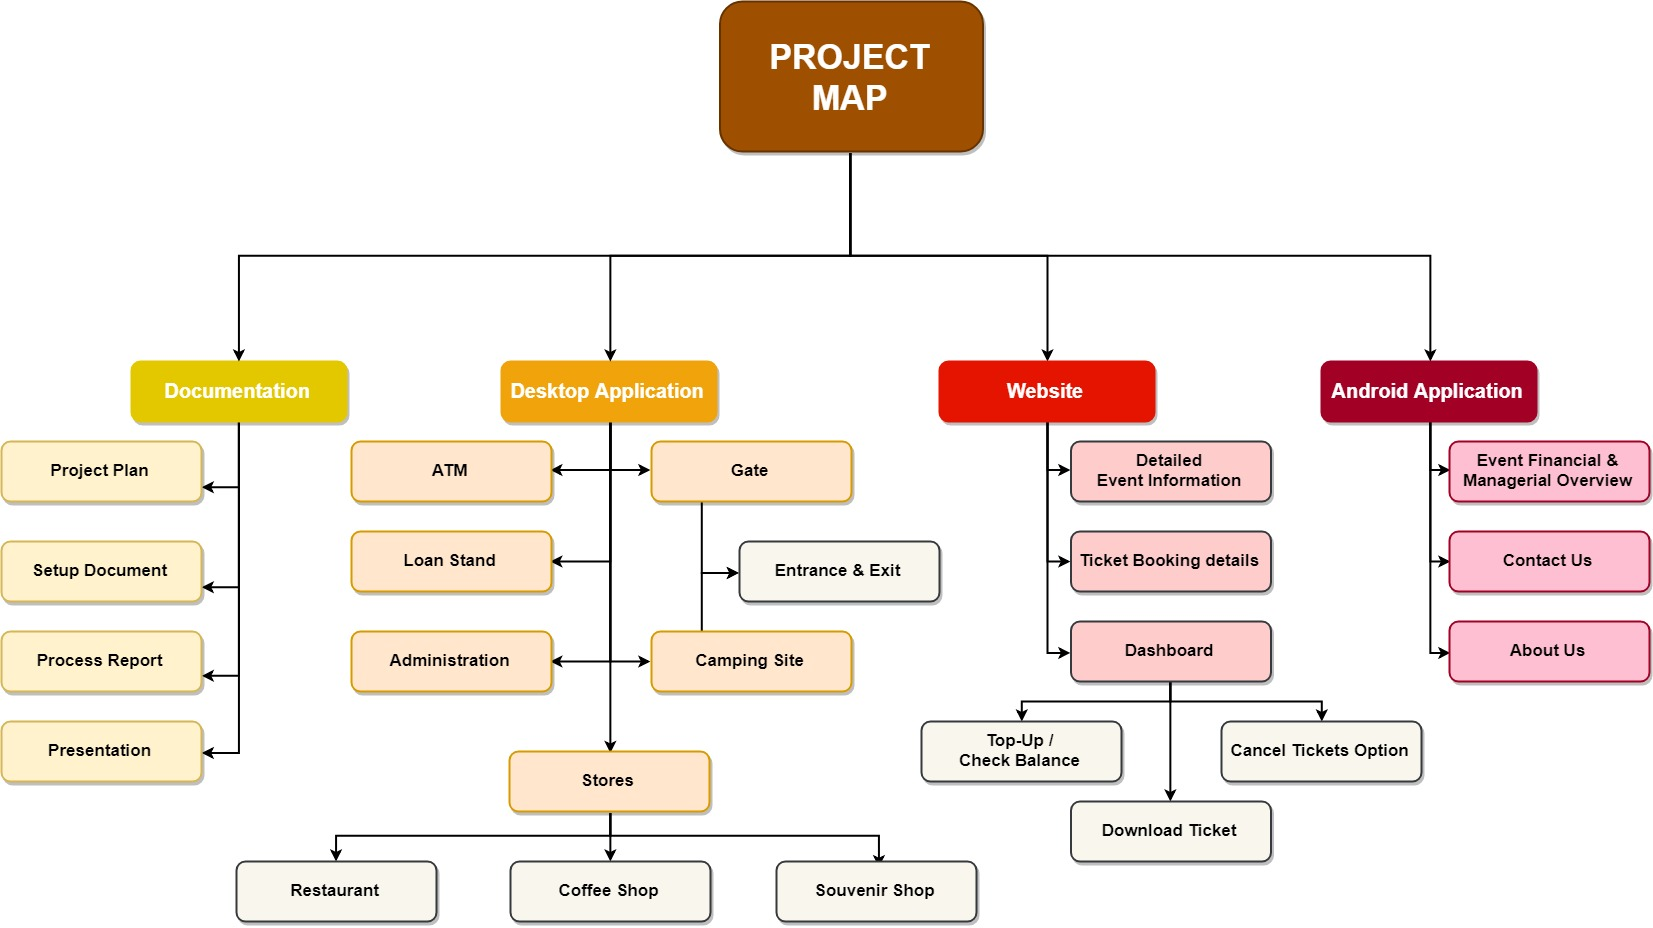 PROJECT
MAP
Documentation
Desktop Application
Website
Android Application
Project Plan
Setup Document
Process Report
Presentation
ATM
Gate
Loan Stand
Entrance & Exit
Administration
Camping Site
Stores
Restaurant
Coffee Shop
Souvenir Shop
Detailed
Event Information
Ticket Booking details
Dashboard
Top-Up /
Check Balance
Cancel Tickets Option
Download Ticket
Event Financial &
Managerial Overview
Contact Us
About Us